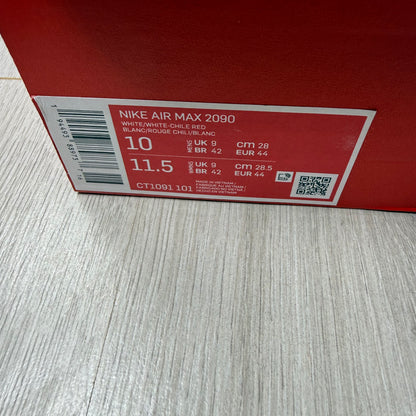 NIKE AIR MAX 2090
WHITE/WHITE-CHILE RED
BLANC/ROUGE CHILI/BLANC
10 MENS UK 9 cm 28
BR 42 EUR 44
11.5 WMNS UK 9 cm 28.5
BR 42 EUR 44
CT1091 101
MADE IN VIETNAM
FABRIQUÉ AU VIETNAM
FABRICADO EN VIETNAM